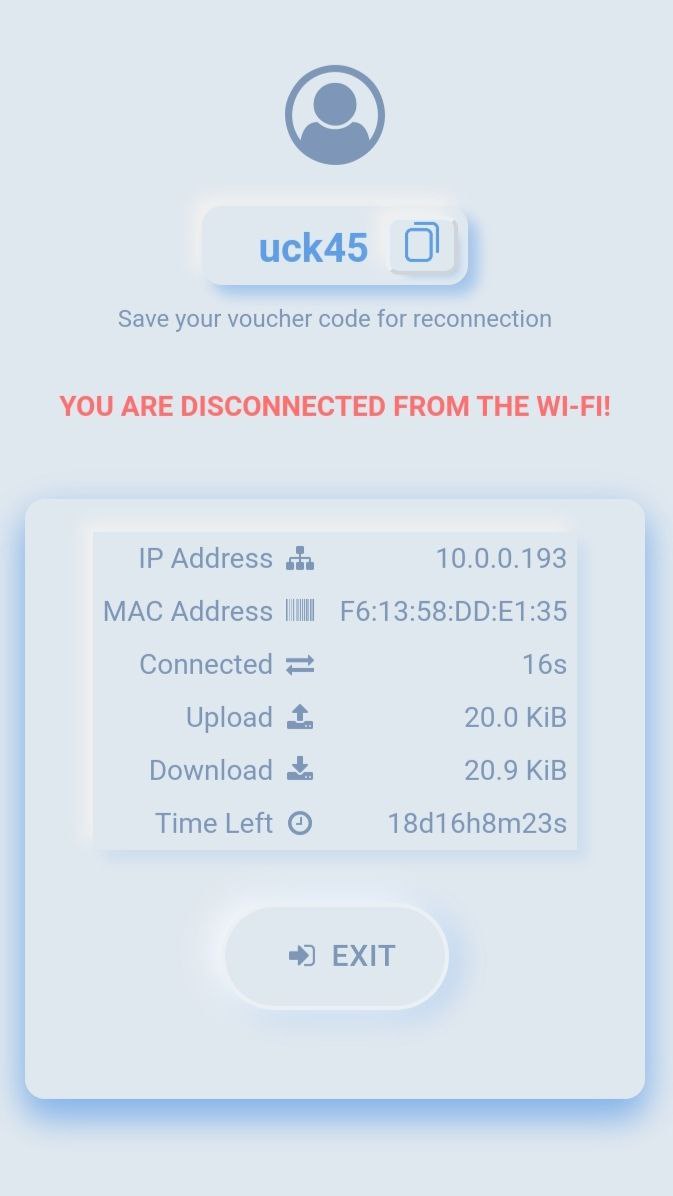 uck45
Save your voucher code for reconnection
YOU ARE DISCONNECTED FROM THE WI-FI!
IP Address 10.0.0.193
MAC Address F6:13:58:DD:E1:35
Connected 16s
Upload 20.0 KiB
Download 20.9 KiB
Time Left 18d16h8m23s
EXIT